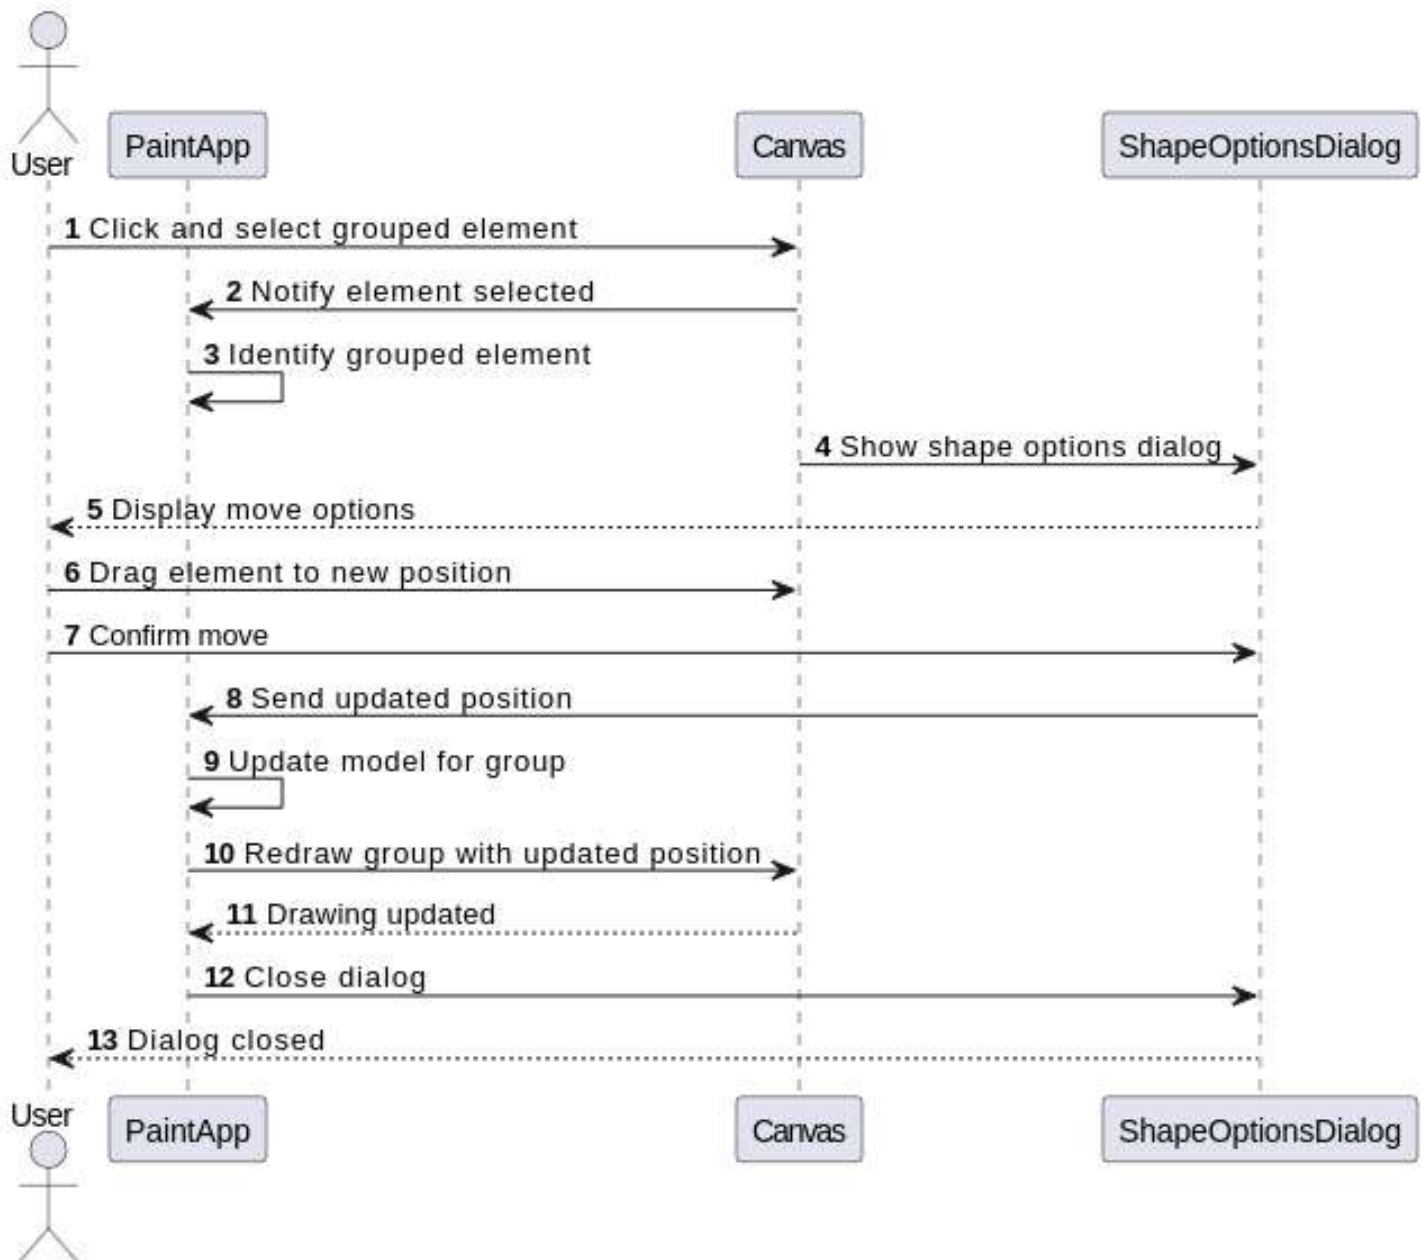 User
PaintApp
Canvas
ShapeOptionsDialog
1 Click and select grouped element
2 Notify element selected
3 Identify grouped element
4 Show shape options dialog
5 Display move options
6 Drag element to new position
7 Confirm move
8 Send updated position
9 Update model for group
10 Redraw group with updated position
11 Drawing updated
12 Close dialog
13 Dialog closed
User
PaintApp
Canvas
ShapeOptionsDialog